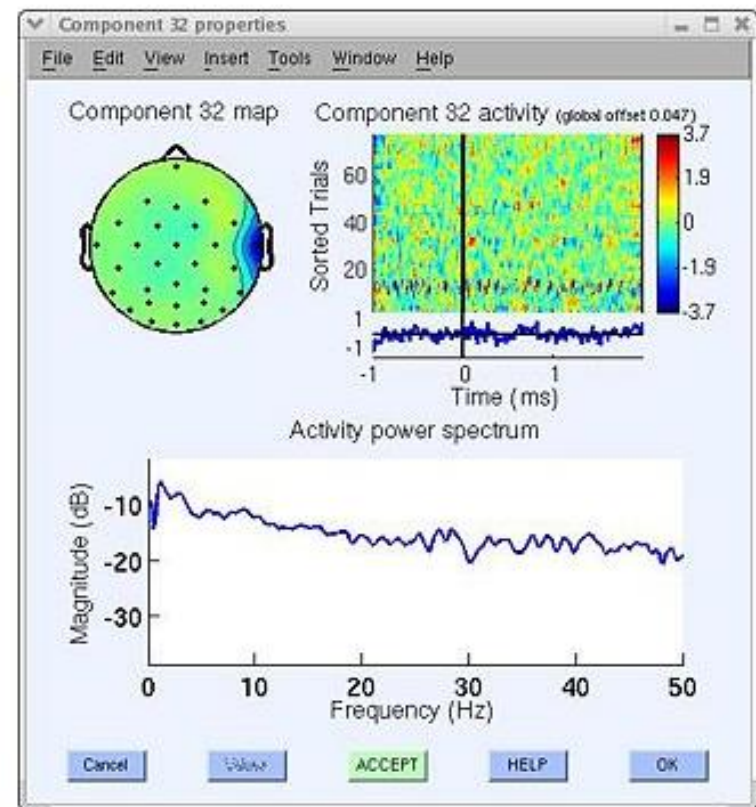 Component 32 properties
File Edit View Insert Tools Window Help
Component 32 map
Component 32 activity (global offset 0.047)
Sorted Trials
60
40
20
3.7
1.9
0
-1.9
-3.7
1
-1
-1 0 1
Time (ms)
Activity power spectrum
Magnitude (dB)
-10
-20
-30
0 10 20 30 40 50
Frequency (Hz)
Cancel Values ACCEPT HELP OK